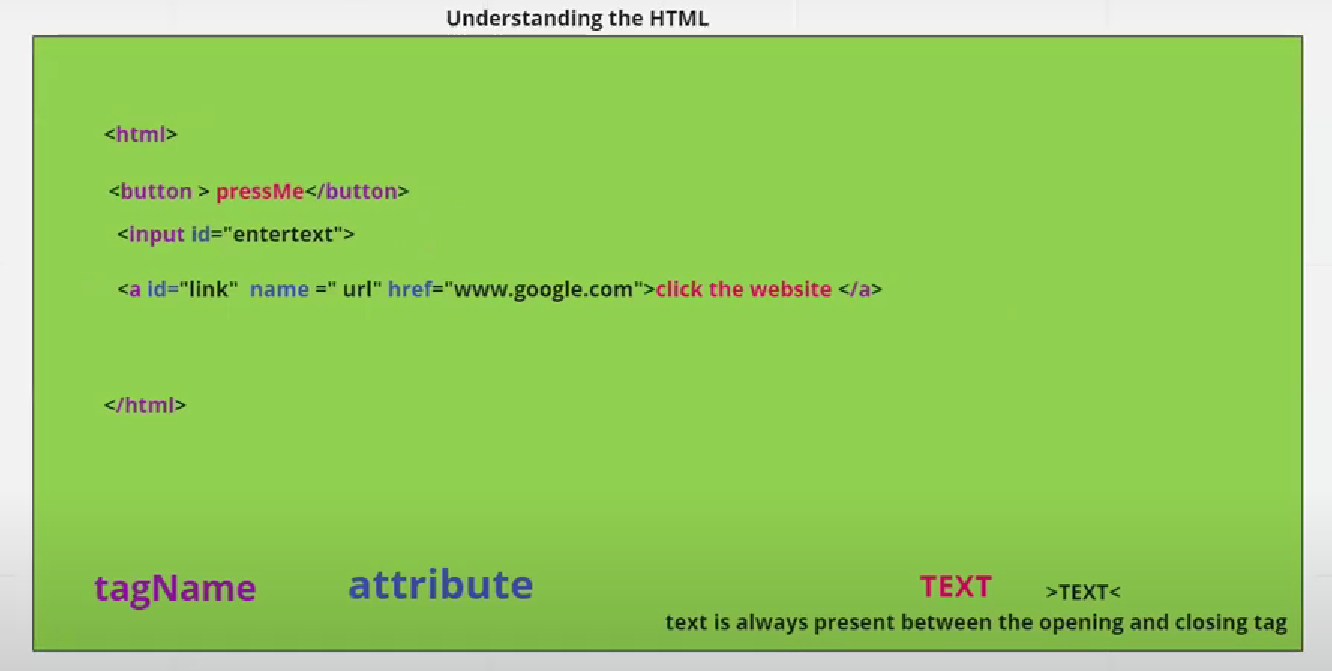 Understanding the HTML
<html>
<button > pressMe</button>
<input id="entertext">
<a id="link"  name =" url" href="www.google.com">click the website </a>
</html>
tagName attribute TEXT >TEXT<
text is always present between the opening and closing tag